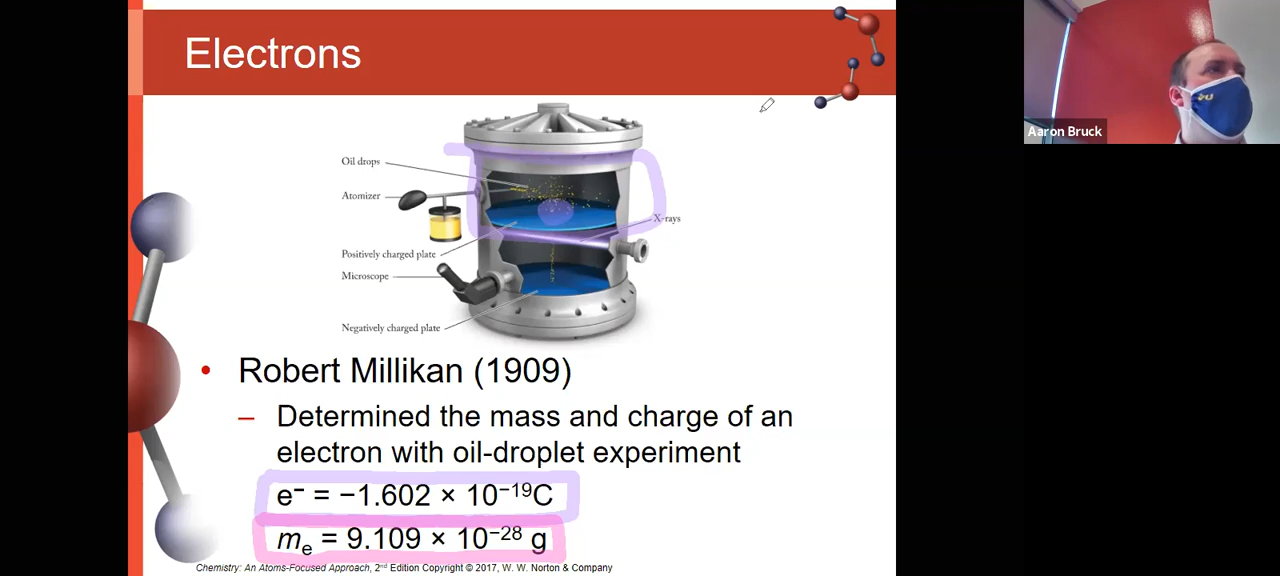 Electrons
Aaron Bruck
Oil drops
Atomizer
X-rays
Positively charged plate
Microscope
Negatively charged plate
• Robert Millikan (1909)
– Determined the mass and charge of an
electron with oil-droplet experiment
e⁻ = −1.602 × 10⁻¹⁹C
mₑ = 9.109 × 10⁻²⁸ g
Chemistry: An Atoms-Focused Approach, 2ⁿᵈ Edition Copyright © 2017, W. W. Norton & Company